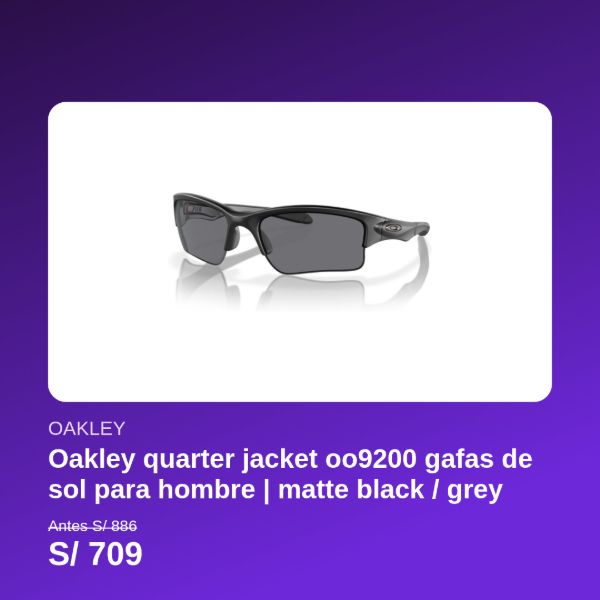 OAKLEY
Oakley quarter jacket oo9200 gafas de
sol para hombre | matte black / grey
Antes S/ 886
S/ 709